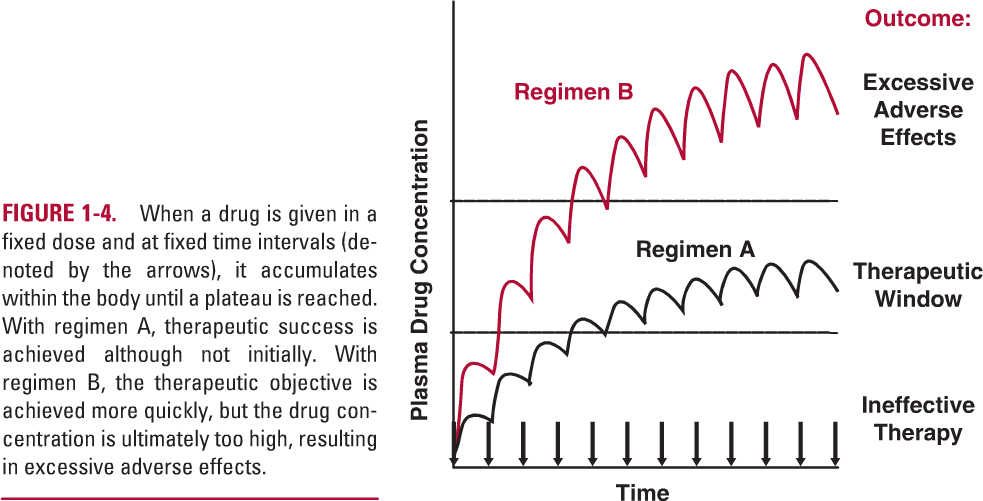 FIGURE 1-4. When a drug is given in a
fixed dose and at fixed time intervals (de-
noted by the arrows), it accumulates
within the body until a plateau is reached.
With regimen A, therapeutic success is
achieved although not initially. With
regimen B, the therapeutic objective is
achieved more quickly, but the drug con-
centration is ultimately too high, resulting
in excessive adverse effects.
Plasma Drug Concentration
Regimen B
Regimen A
Time
Outcome:
Excessive
Adverse
Effects
Therapeutic
Window
Ineffective
Therapy